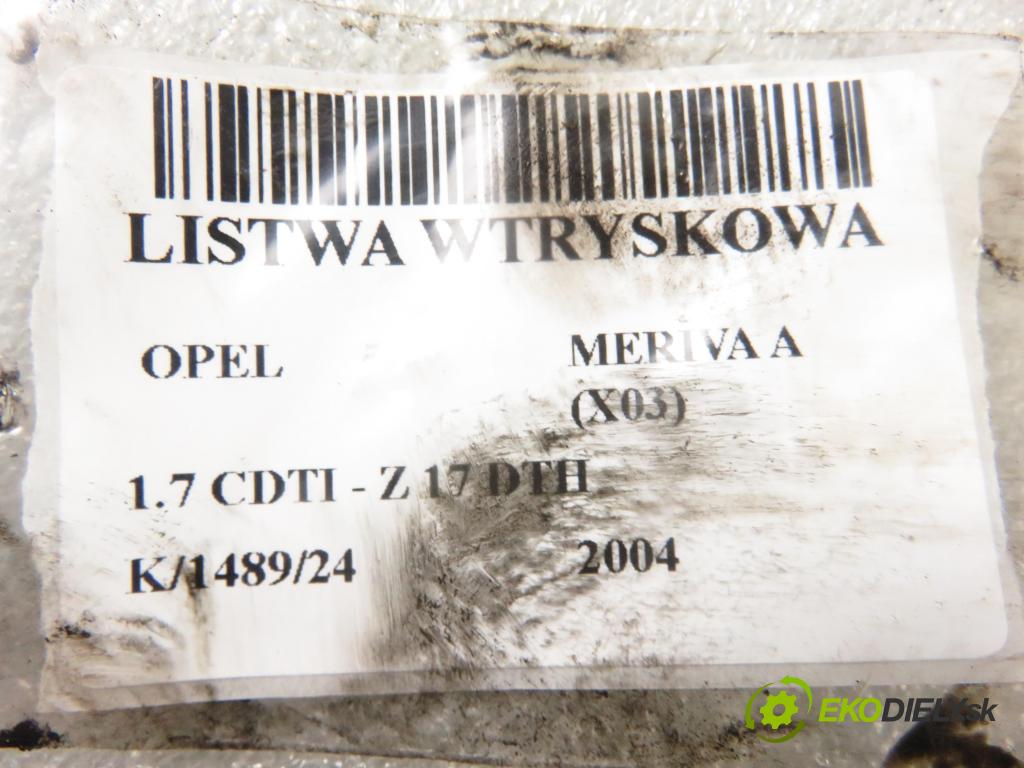 LISTWA WTRYSKOWA
OPEL MERIVA A
(X03)
1.7 CDTI - Z 17 DTH
K/1489/24 2004
EKODIELY.sk